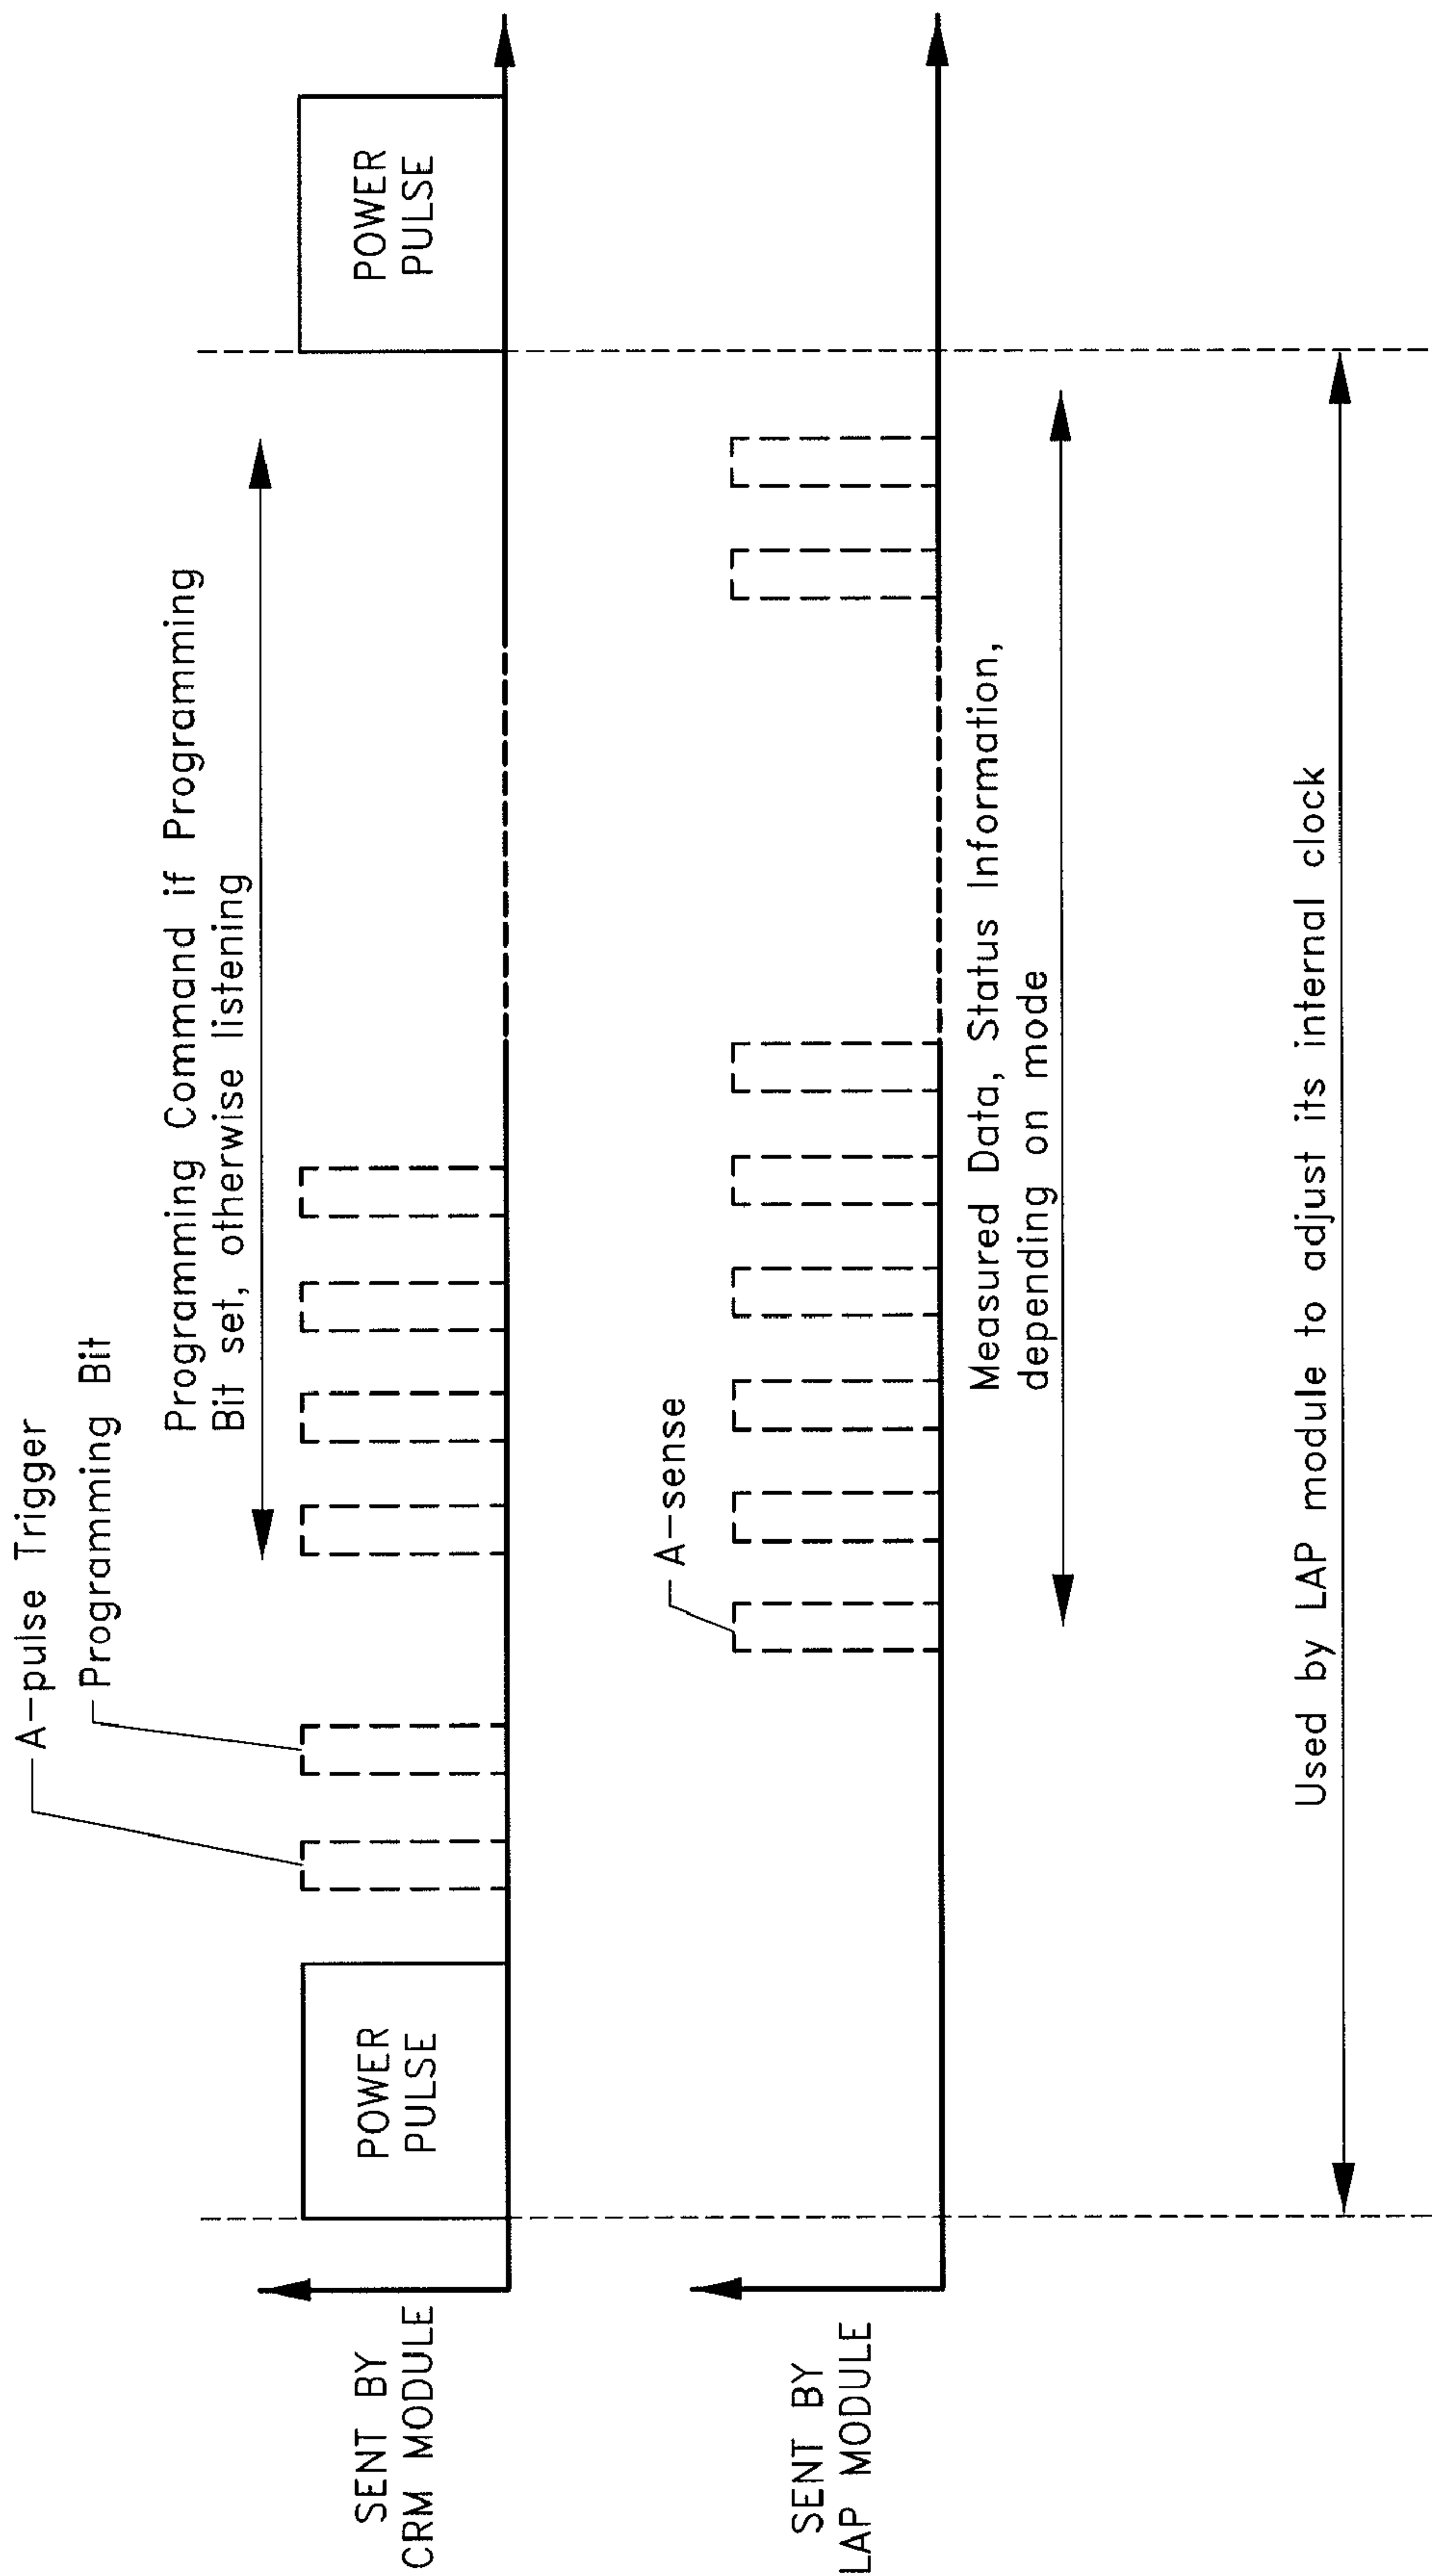 A-pulse Trigger
Programming Bit
Programming Command if Programming
Bit set, otherwise listening
SENT BY
CRM MODULE
POWER
PULSE
POWER
PULSE
A-sense
SENT BY
LAP MODULE
Measured Data, Status Information,
depending on mode
Used by LAP module to adjust its internal clock